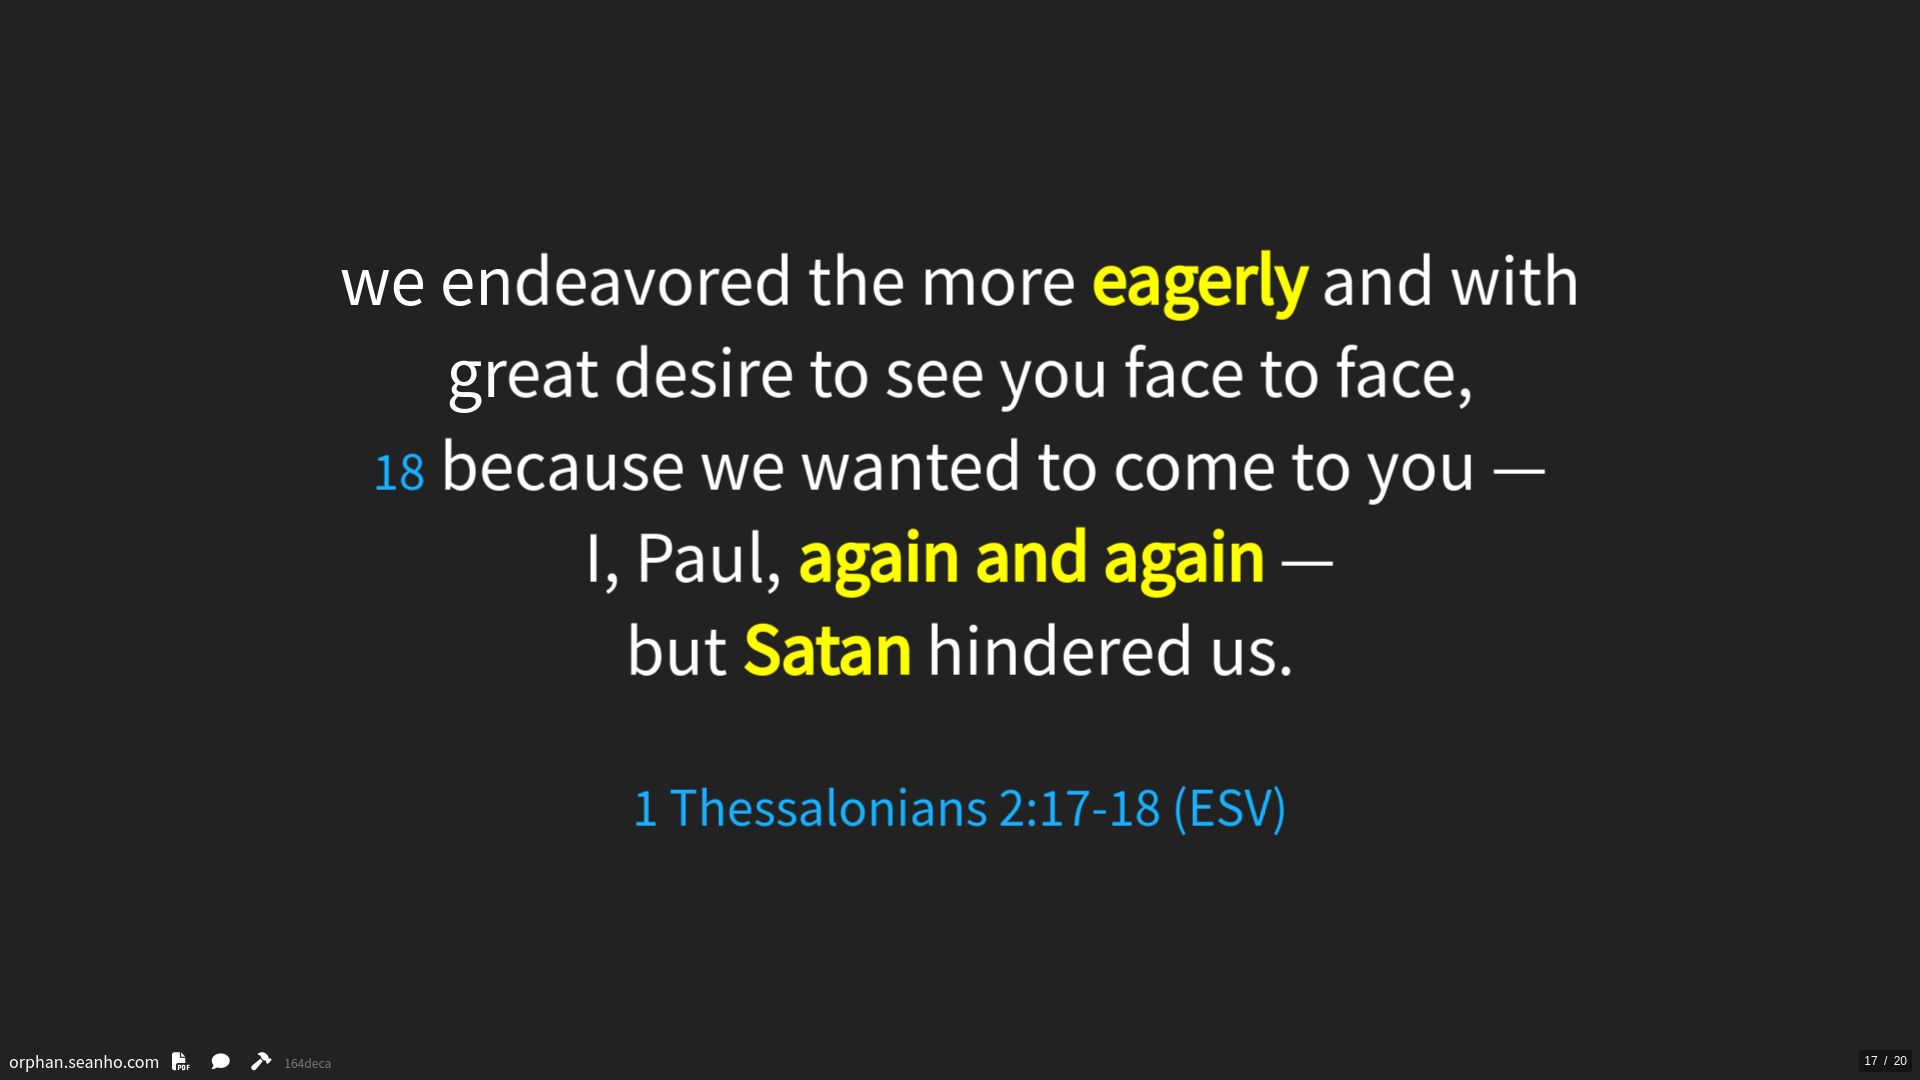 we endeavored the more eagerly and with
great desire to see you face to face,
18 because we wanted to come to you —
I, Paul, again and again —
but Satan hindered us.
1 Thessalonians 2:17-18 (ESV)
orphan.seanho.com PDF 164deca 17 / 20